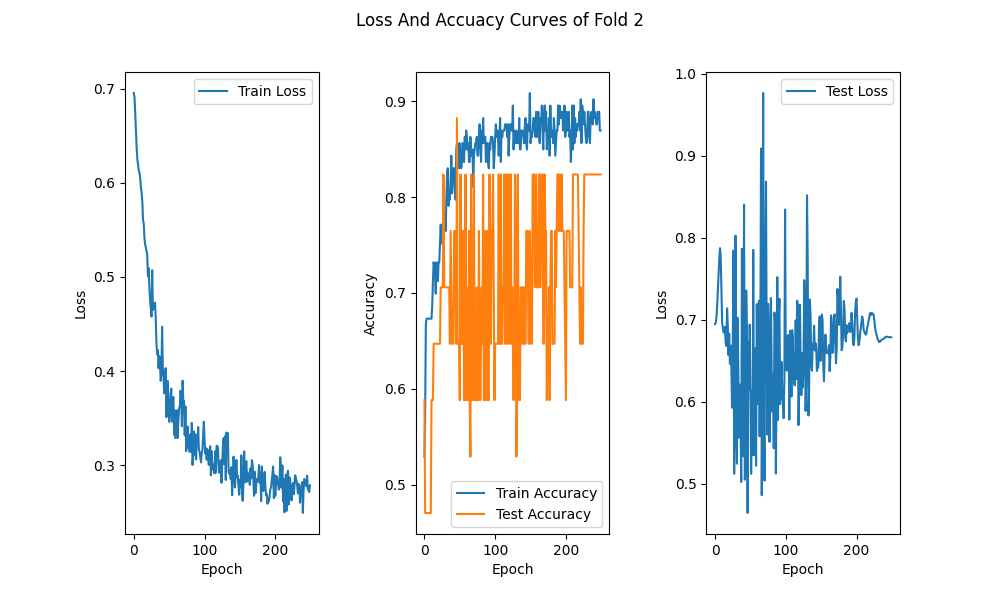 Loss And Accuacy Curves of Fold 2
Train Loss
0.7
0.6
0.5
0.4
0.3
Loss
0
100
200
Epoch
0.9
0.8
0.7
0.6
0.5
Accuracy
Train Accuracy
Test Accuracy
0
100
200
Epoch
Test Loss
1.0
0.9
0.8
0.7
0.6
0.5
Loss
0
100
200
Epoch